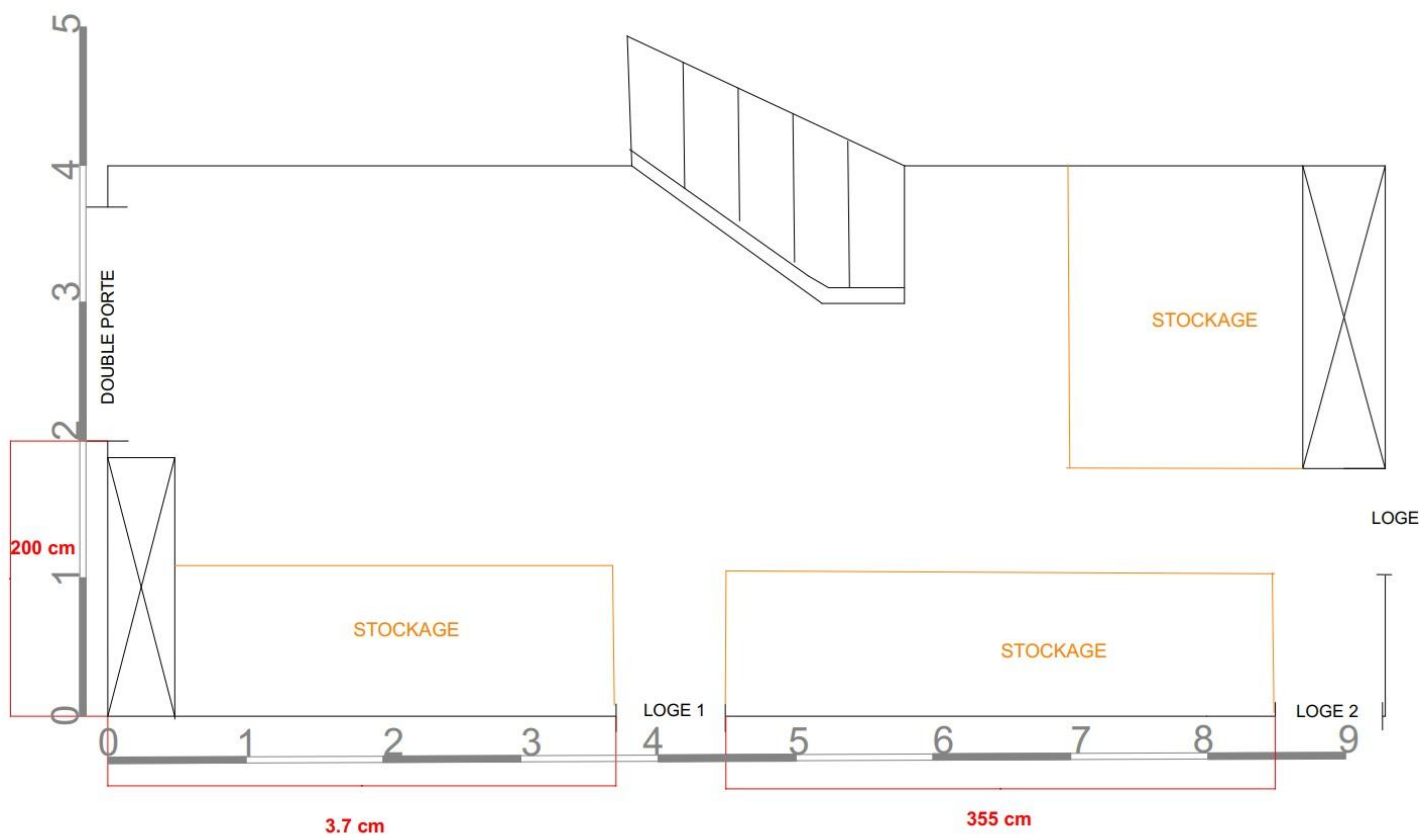 5
4
3
DOUBLE PORTE
2
STOCKAGE
LOGE
200 cm
1
STOCKAGE
STOCKAGE
0
LOGE 1
LOGE 2
0 1 2 3 4 5 6 7 8 9
3.7 cm
355 cm